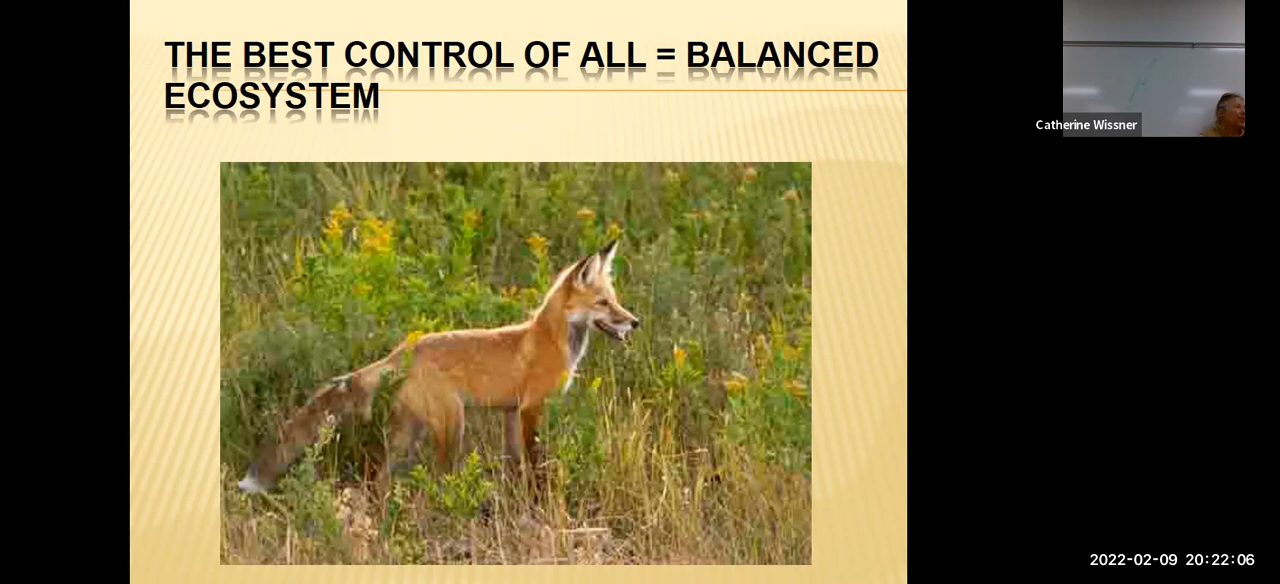 THE BEST CONTROL OF ALL = BALANCED
ECOSYSTEM
Catherine Wissner
2022-02-09 20:22:06